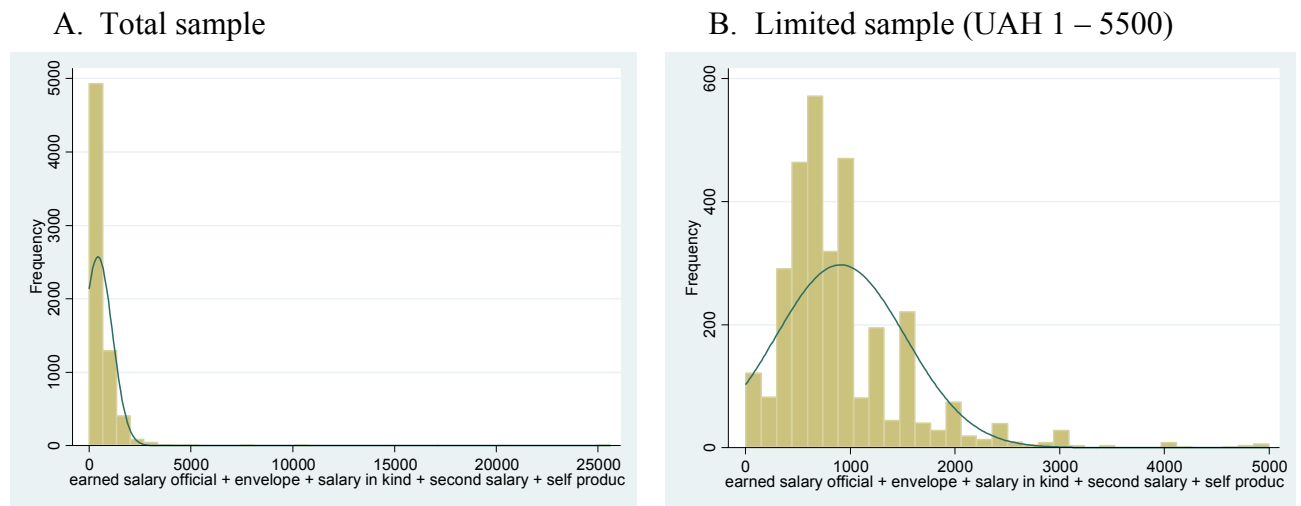 A. Total sample
B. Limited sample (UAH 1 – 5500)
Frequency
0
1000
2000
3000
4000
5000
0 5000 10000 15000 20000 25000
earned salary official + envelope + salary in kind + second salary + self produc
Frequency
0
200
400
600
0 1000 2000 3000 4000 5000
earned salary official + envelope + salary in kind + second salary + self produc